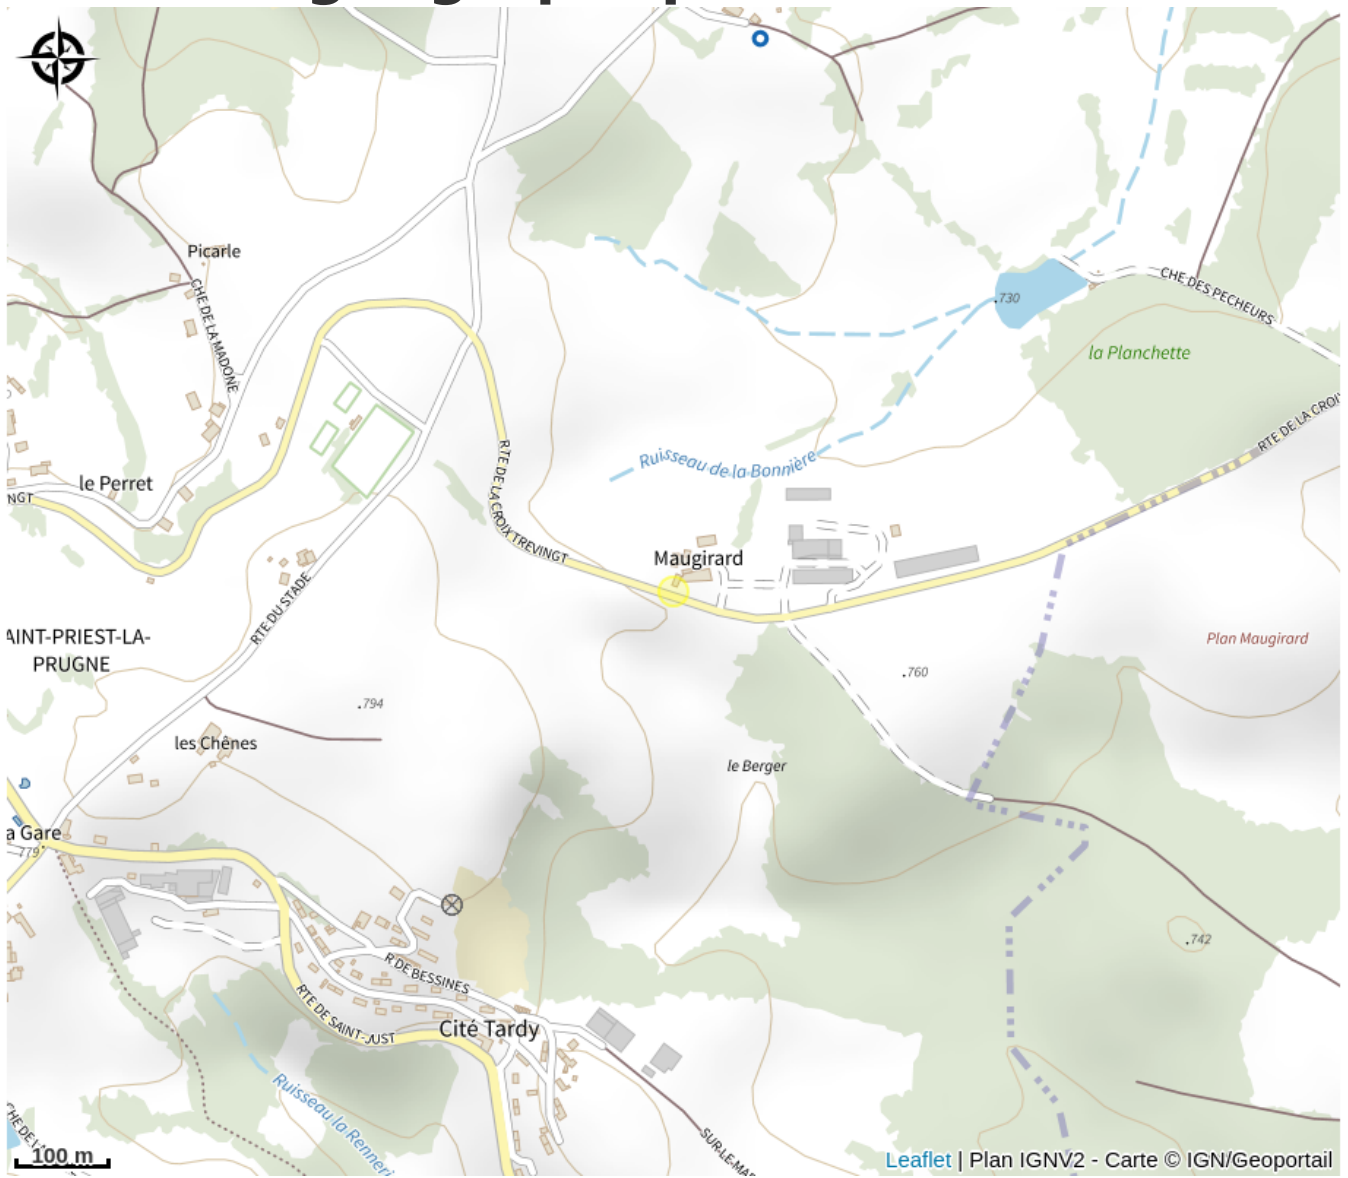 Picarle
CHE DE LA MADONE
CHE DES PECHEURS
.730
la Planchette
RTE DE LA CROIX
RTE DE LA CROIX TREVINGT
Ruisseau de la Bonnière
le Perret
NGT
Maugirard
RTE DU STADE
AINT-PRIEST-LA-
PRUGNE
Plan Maugirard
.760
.794
les Chênes
le Berger
a Gare
779
.742
R DE BESSINES
RTE DE SAINT-JUST
Cité Tardy
Ruisseau la Renneri
SUR-LE-MA
CHE DE L
100 m
Leaflet | Plan IGNV2 - Carte © IGN/Geoportail